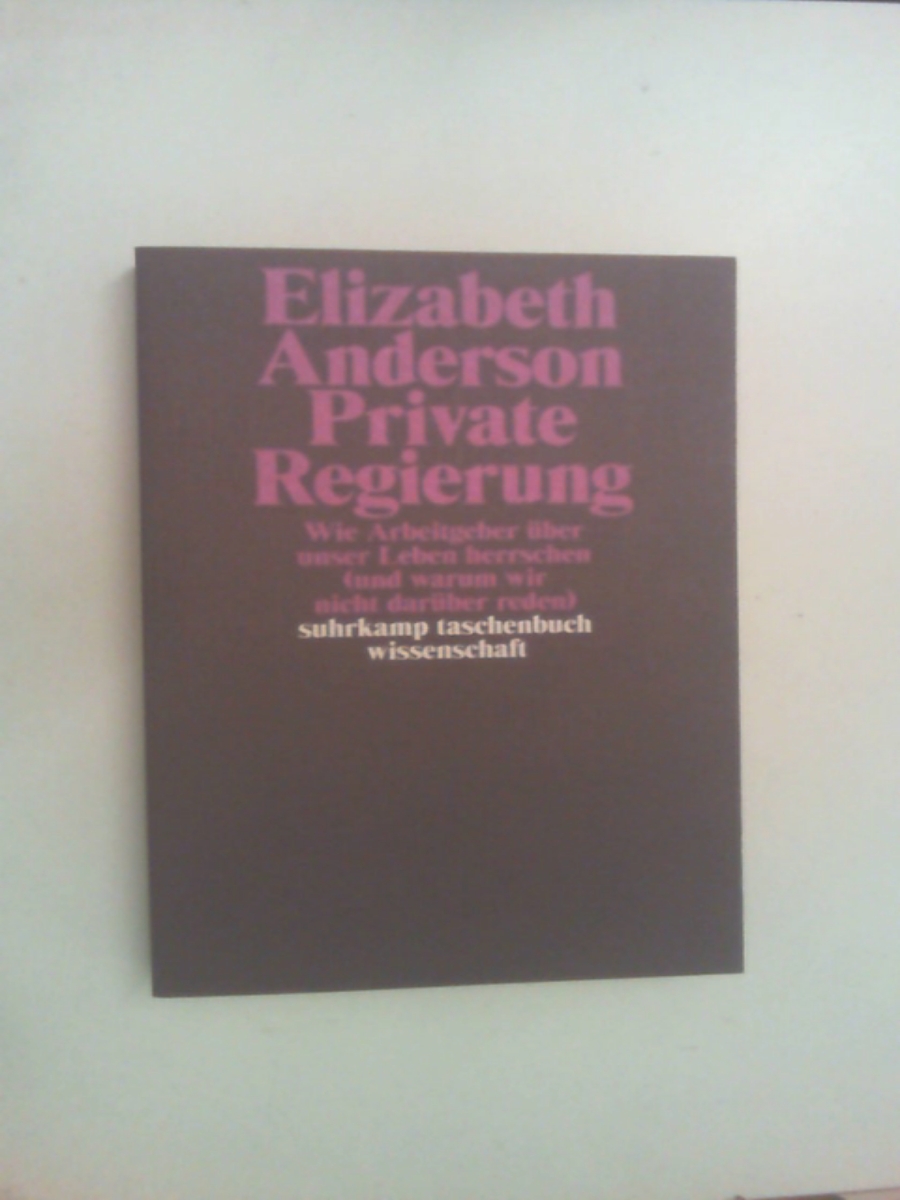 Elizabeth
Anderson
Private
Regierung
Wie Arbeitgeber über
unser Leben herrschen
(und warum wir
nicht darüber reden)
suhrkamp taschenbuch
wissenschaft